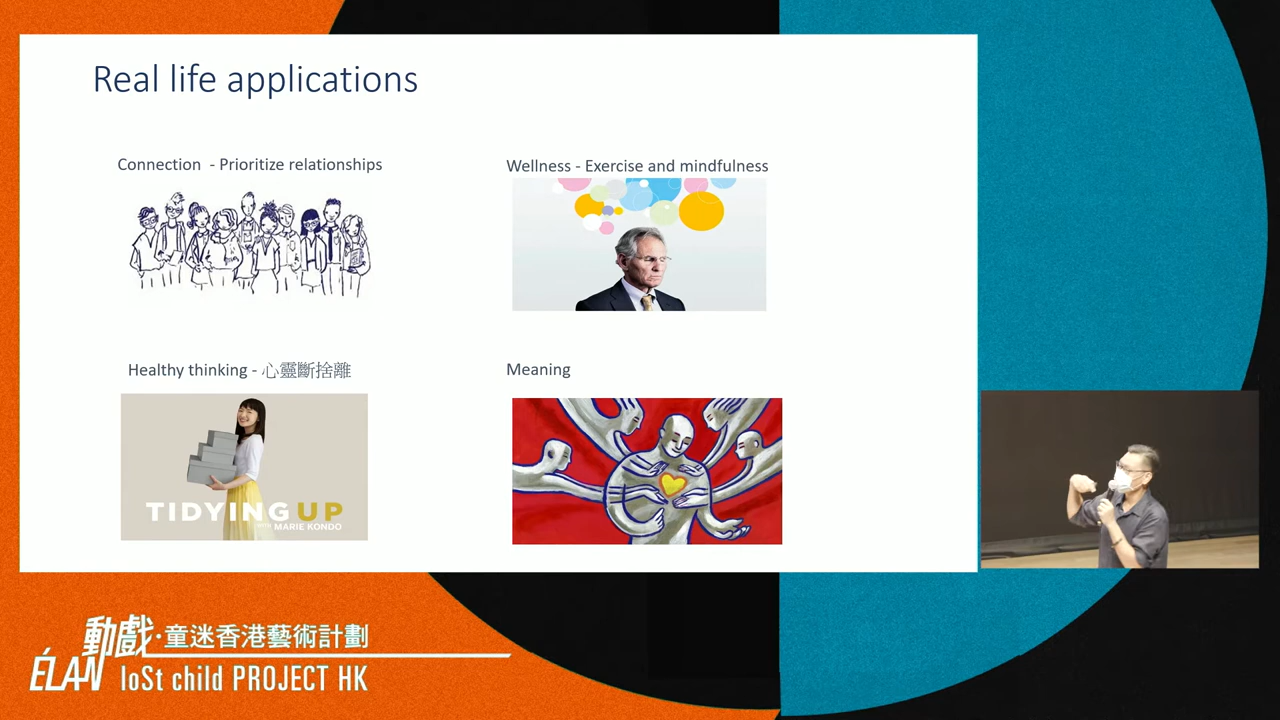 Real life applications
Connection - Prioritize relationships
Wellness - Exercise and mindfulness
Healthy thinking - 心靈斷捨離
Meaning
TIDYING UP
WITH MARIE KONDO
動戲·童迷香港藝術計劃
ÉLAN loSt child PROJECT HK